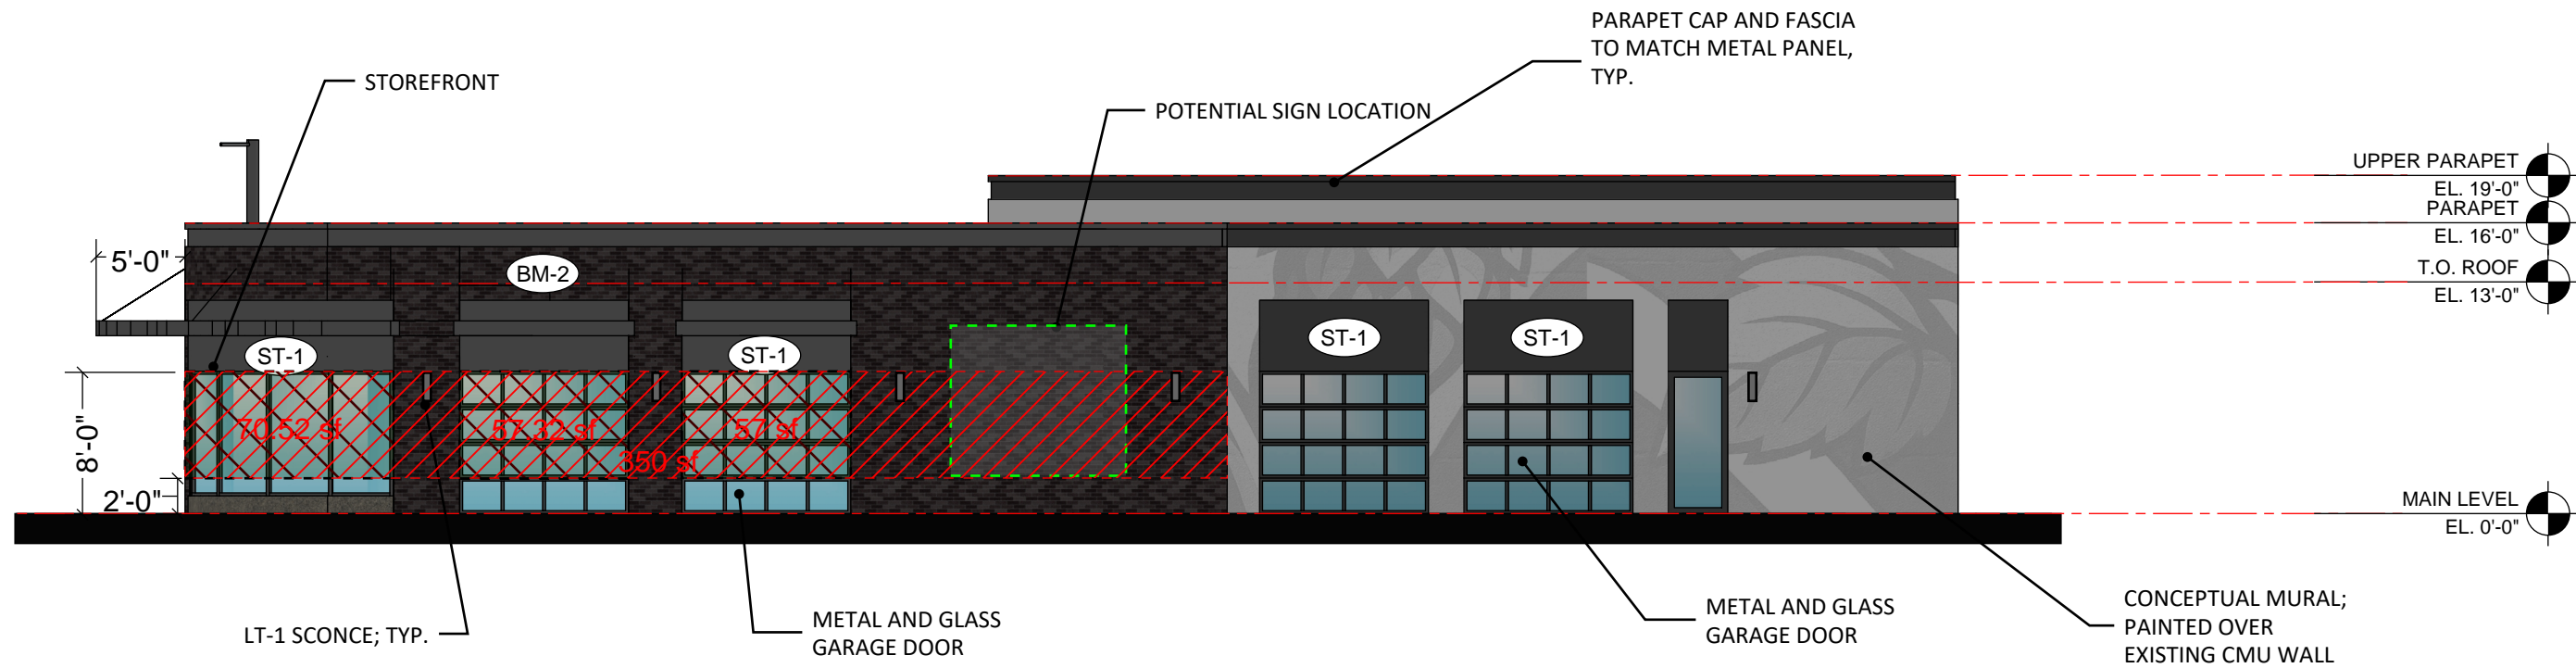 PARAPET CAP AND FASCIA
TO MATCH METAL PANEL,
TYP.
STOREFRONT
POTENTIAL SIGN LOCATION
UPPER PARAPET
EL. 19'-0"
PARAPET
EL. 16'-0"
T.O. ROOF
EL. 13'-0"
5'-0"
BM-2
ST-1
ST-1
ST-1
ST-1
8'-0"
70.52 sf
57.32 sf
57 sf
350 sf
2'-0"
MAIN LEVEL
EL. 0'-0"
LT-1 SCONCE; TYP.
METAL AND GLASS
GARAGE DOOR
METAL AND GLASS
GARAGE DOOR
CONCEPTUAL MURAL;
PAINTED OVER
EXISTING CMU WALL